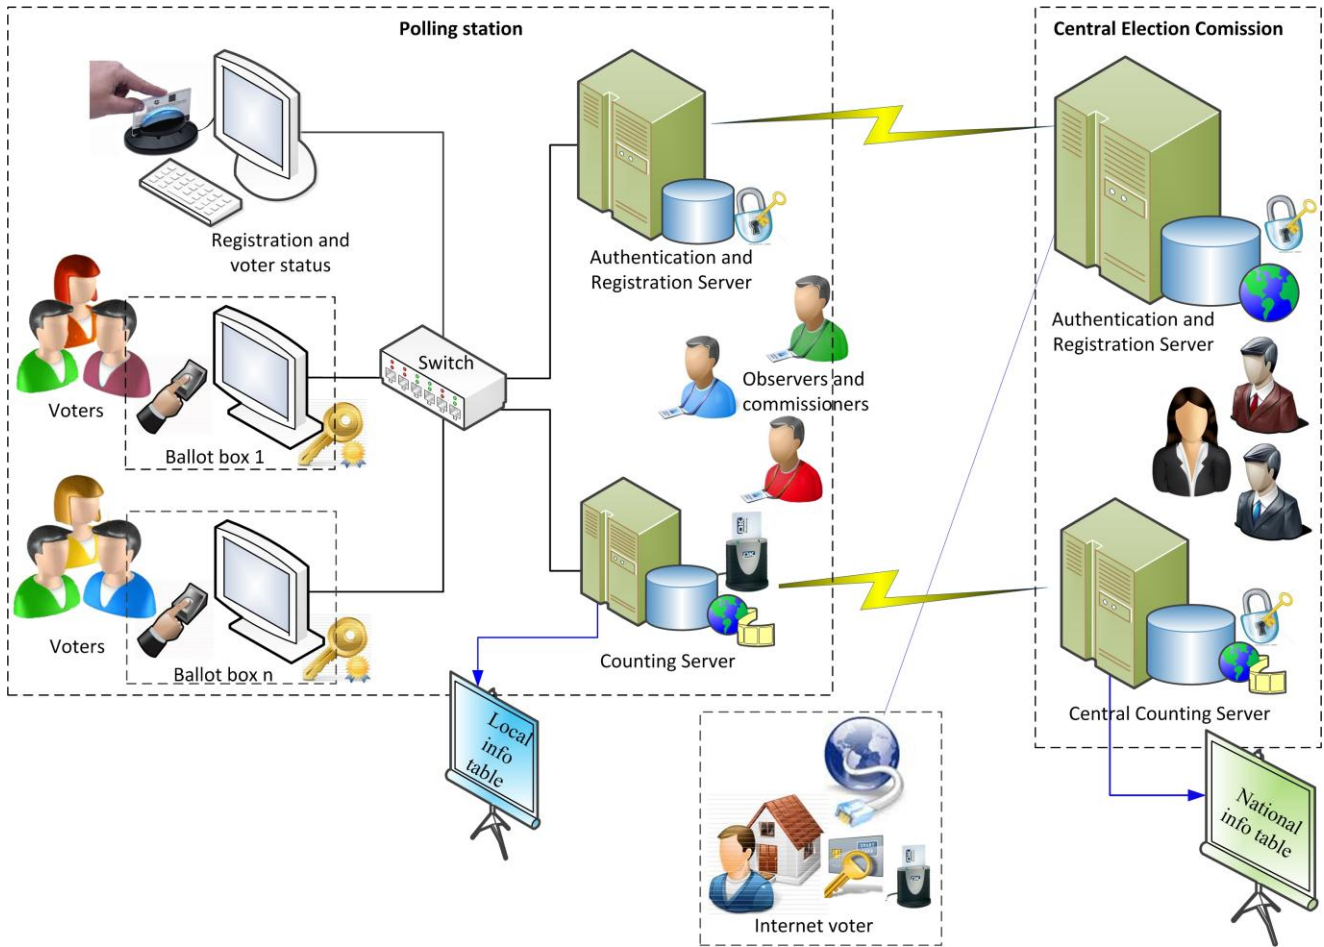 Polling station
Central Election Comission
Registration and
voter status
Authentication and
Registration Server
Authentication and
Registration Server
Switch
Voters
Ballot box 1
Observers and
commissioners
Voters
Ballot box n
Counting Server
Central Counting Server
Local
info
table
National
info table
Internet voter